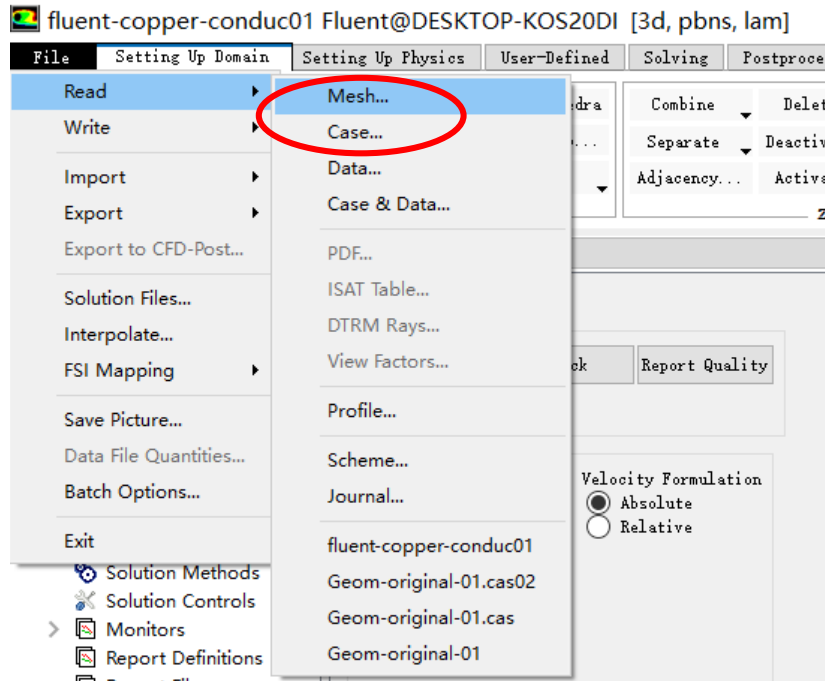 fluent-copper-conduc01 Fluent@DESKTOP-KOS20DI [3d, pbns, lam]
File Setting Up Domain Setting Up Physics User-Defined Solving Postproce
Read
Write
Import
Export
Export to CFD-Post...
Solution Files...
Interpolate...
FSI Mapping
Save Picture...
Data File Quantities...
Batch Options...
Exit
Mesh...
Case...
Data...
Case & Data...
PDF...
ISAT Table...
DTRM Rays...
View Factors...
Profile...
Scheme...
Journal...
fluent-copper-conduc01
Geom-original-01.cas02
Geom-original-01.cas
Geom-original-01
Combine Delet
Separate Deactiv
Adjacency... Activa
Report Quality
Velocity Formulation
Absolute
Relative
Solution Methods
Solution Controls
Monitors
Report Definitions